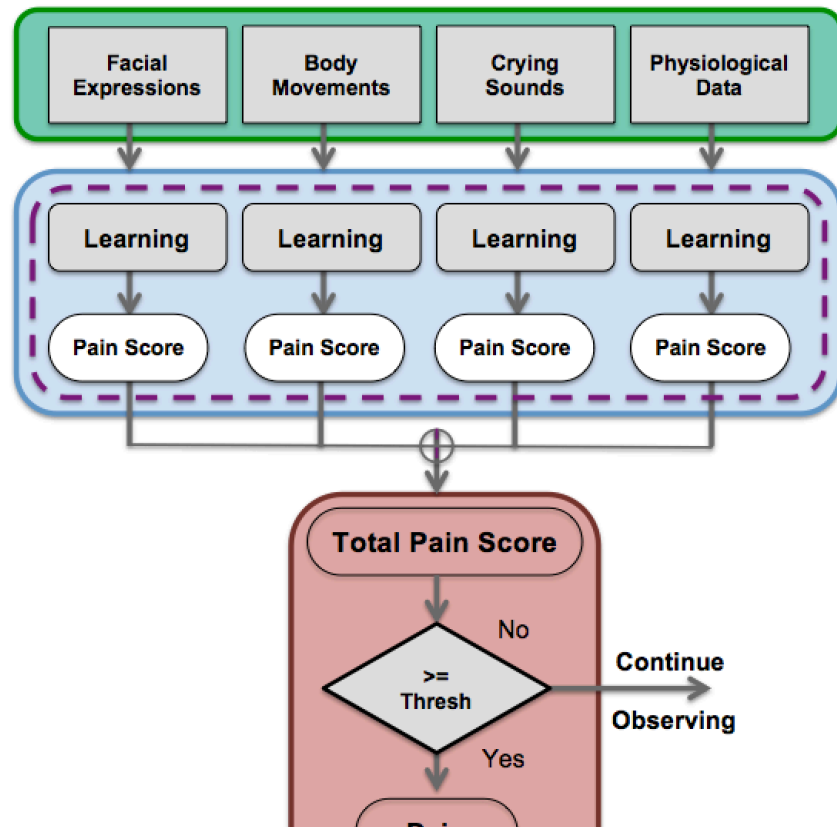 Facial
Expressions
Body
Movements
Crying
Sounds
Physiological
Data
Learning
Learning
Learning
Learning
Pain Score
Pain Score
Pain Score
Pain Score
Total Pain Score
No
>=
Thresh
Continue
Observing
Yes